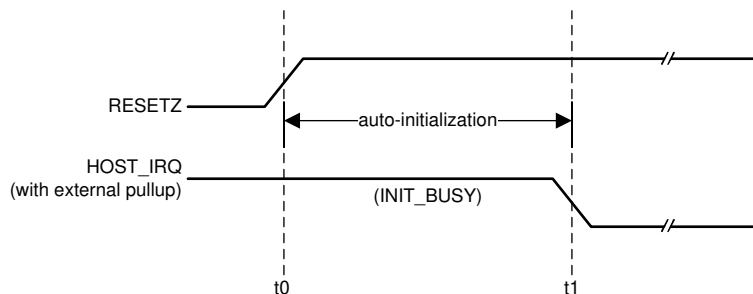 RESETZ
auto-initialization
HOST_IRQ
(with external pullup)
(INIT_BUSY)
t0
t1